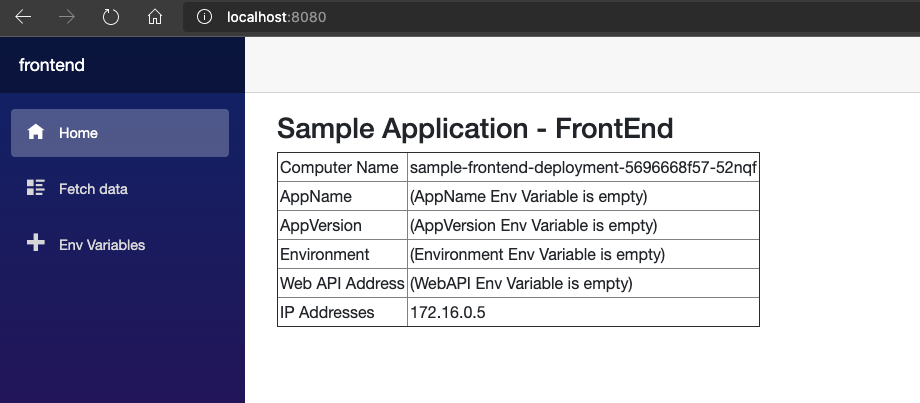 localhost:8080
frontend
Home
Fetch data
Env Variables
Sample Application - FrontEnd
Computer Name sample-frontend-deployment-5696668f57-52nqf
AppName (AppName Env Variable is empty)
AppVersion (AppVersion Env Variable is empty)
Environment (Environment Env Variable is empty)
Web API Address (WebAPI Env Variable is empty)
IP Addresses 172.16.0.5